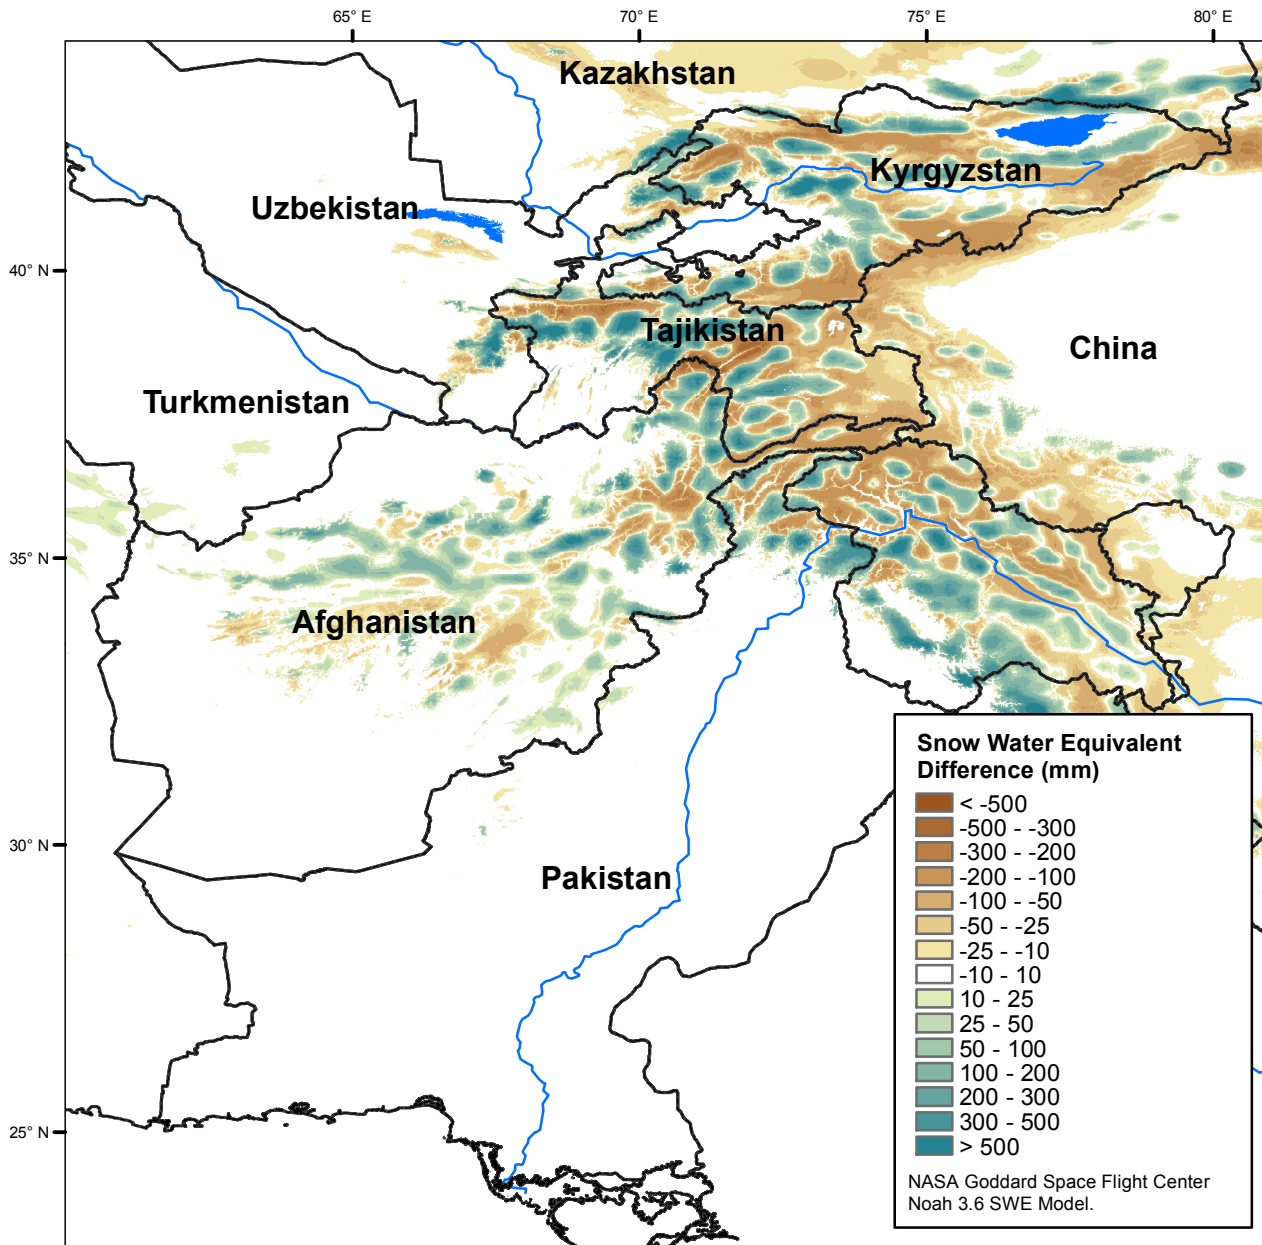 65° E
70° E
75° E
80° E
Kazakhstan
Kyrgyzstan
Uzbekistan
40° N
Tajikistan
China
Turkmenistan
35° N
Afghanistan
Snow Water Equivalent
Difference (mm)
< -500
-500 - -300
-300 - -200
-200 - -100
-100 - -50
-50 - -25
-25 - -10
-10 - 10
10 - 25
25 - 50
50 - 100
100 - 200
200 - 300
300 - 500
> 500
NASA Goddard Space Flight Center
Noah 3.6 SWE Model.
30° N
Pakistan
25° N